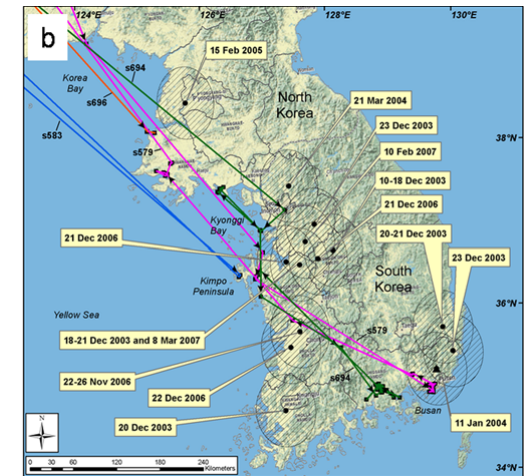 124°E
126°E
128°E
130°E
b
15 Feb 2005
s694
Korea
Bay
s696
North
Korea
21 Mar 2004
s583
23 Dec 2003
38°N
s579
10 Feb 2007
10-18 Dec 2003
Kyonggi
Bay
21 Dec 2006
20-21 Dec 2003
21 Dec 2006
23 Dec 2003
South
Korea
Kimpo
Peninsula
36°N
Yellow Sea
s579
18-21 Dec 2003 and 8 Mar 2007
22-26 Nov 2006
s694
22 Dec 2006
Busan
11 Jan 2004
20 Dec 2003
N
0 30 60 120 180 240
Kilometers
34°N